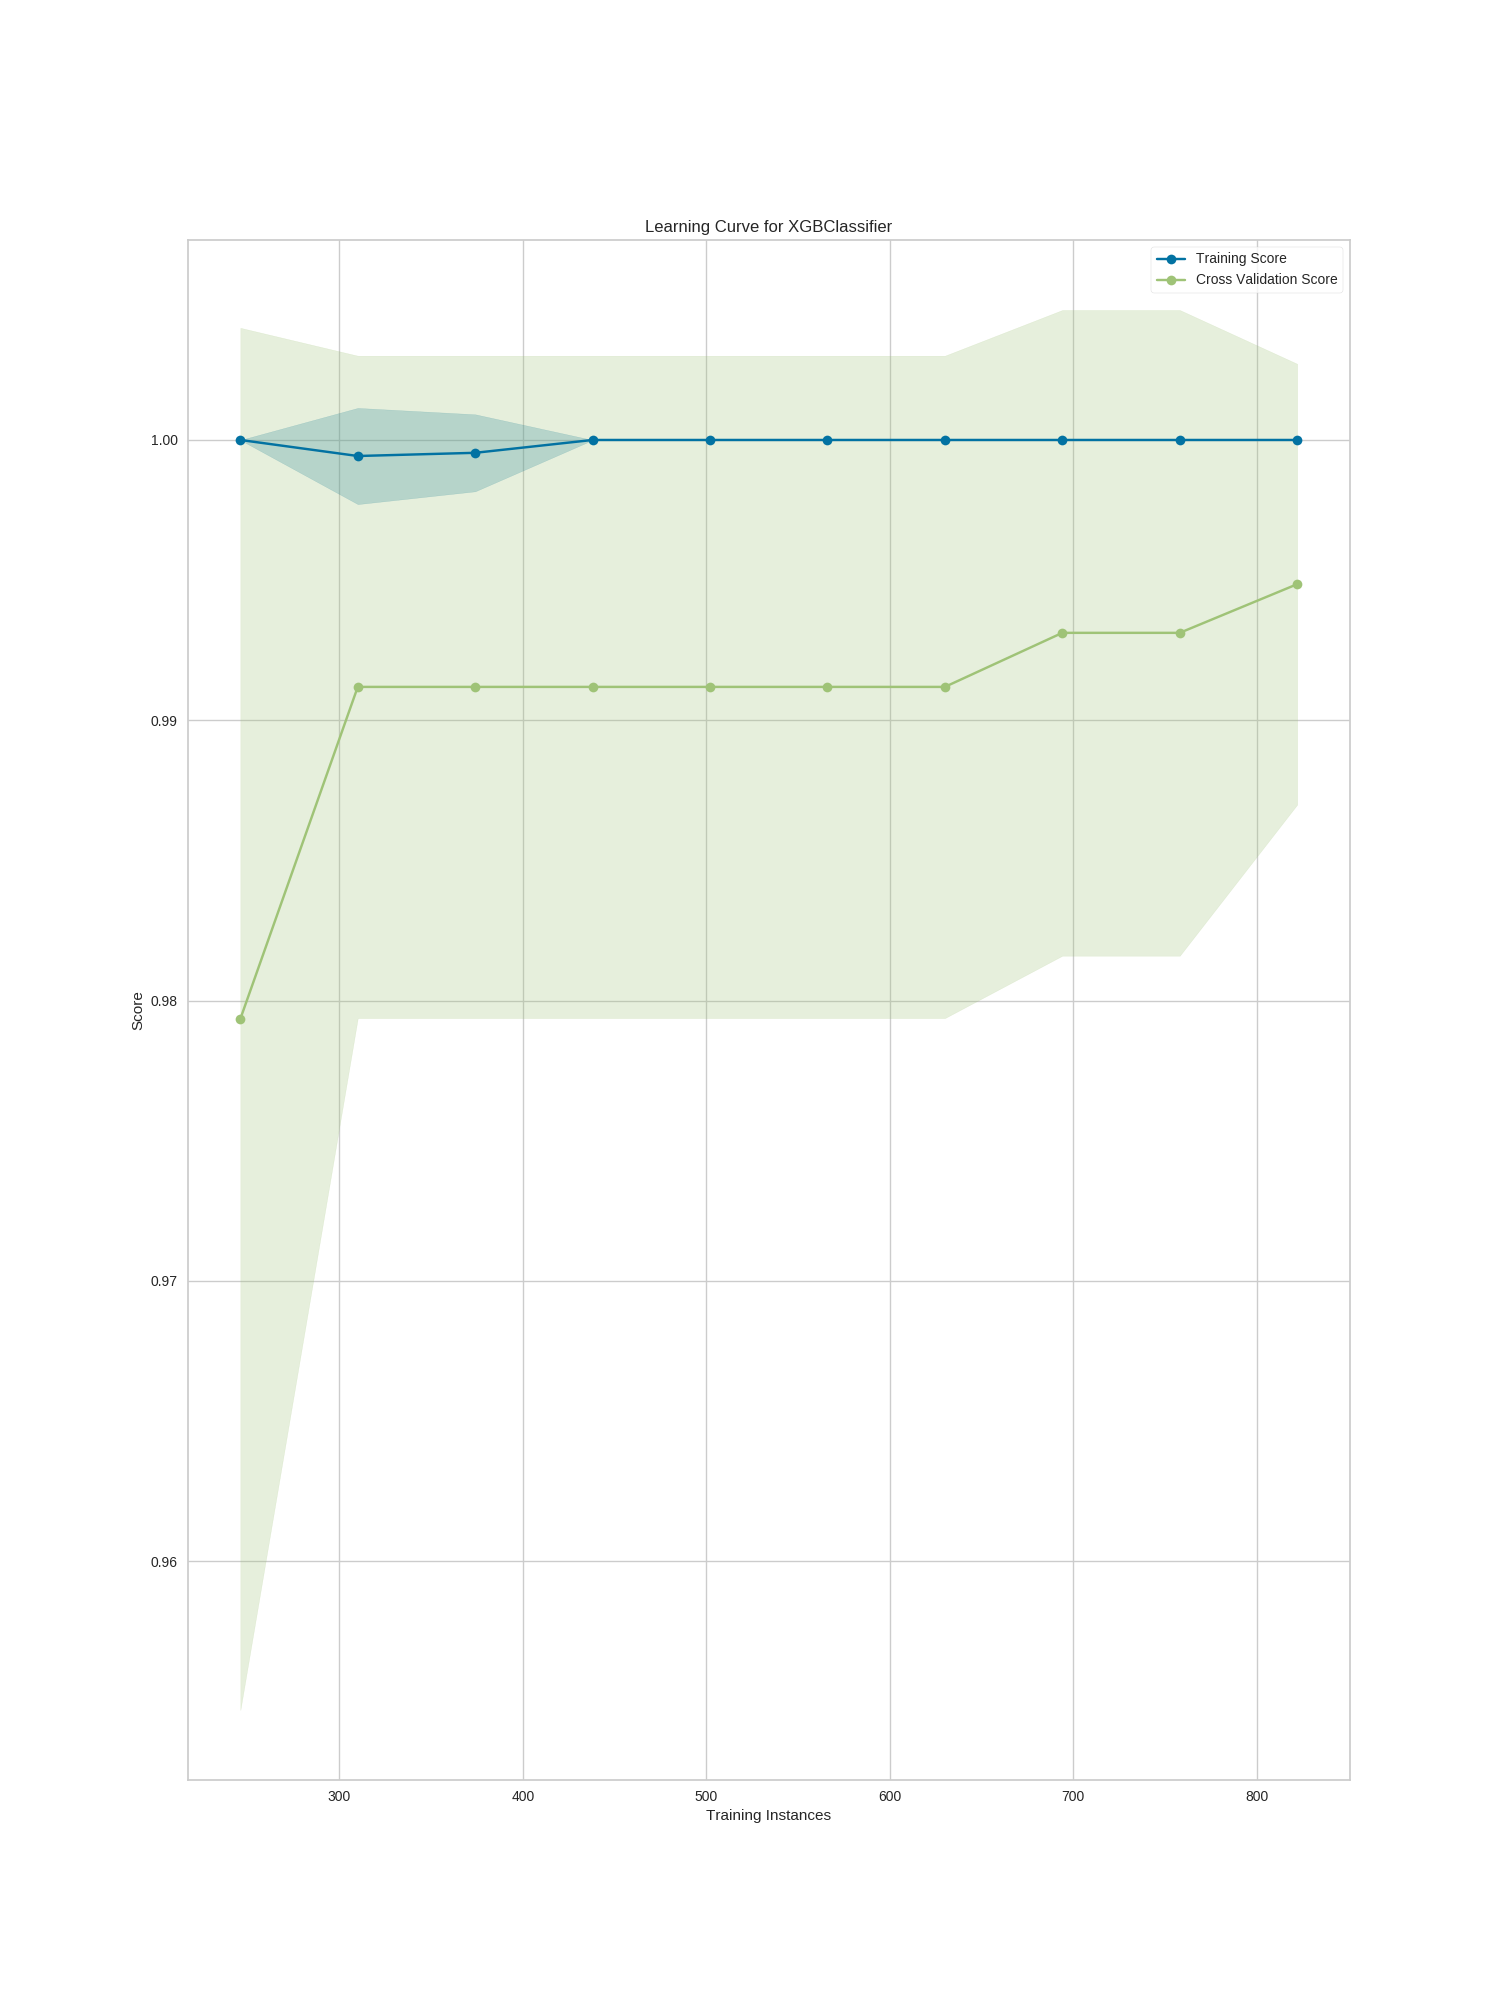 Learning Curve for XGBClassifier
Training Score
Cross Validation Score
1.00
0.99
0.98
0.97
0.96
Score
300 400 500 600 700 800
Training Instances